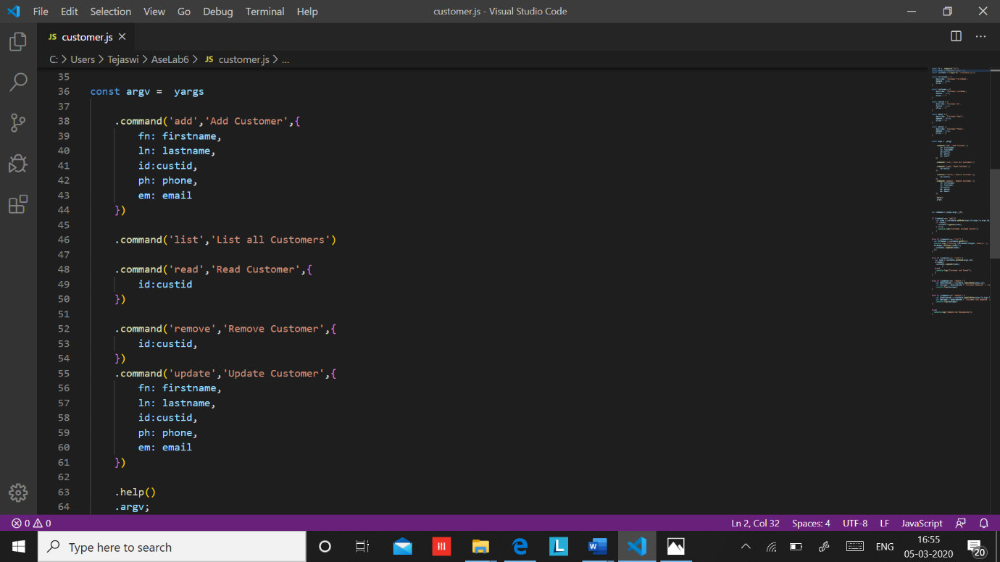 File Edit Selection View Go Debug Terminal Help customer.js - Visual Studio Code
JS customer.js
C: > Users > Tejaswi > AseLab6 > JS customer.js > ...
35
36 const argv =  yargs
37
38 .command('add','Add Customer',{
39 fn: firstname,
40 ln: lastname,
41 id:custid,
42 ph: phone,
43 em: email
44 })
45
46 .command('list','List all Customers')
47
48 .command('read','Read Customer',{
49 id:custid
50 })
51
52 .command('remove','Remove Customer',{
53 id:custid,
54 })
55 .command('update','Update Customer',{
56 fn: firstname,
57 ln: lastname,
58 id:custid,
59 ph: phone,
60 em: email
61 })
62
63 .help()
64 .argv;
0 0 Ln 2, Col 32 Spaces: 4 UTF-8 LF JavaScript
Type here to search L W ENG 16:55
05-03-2020 20